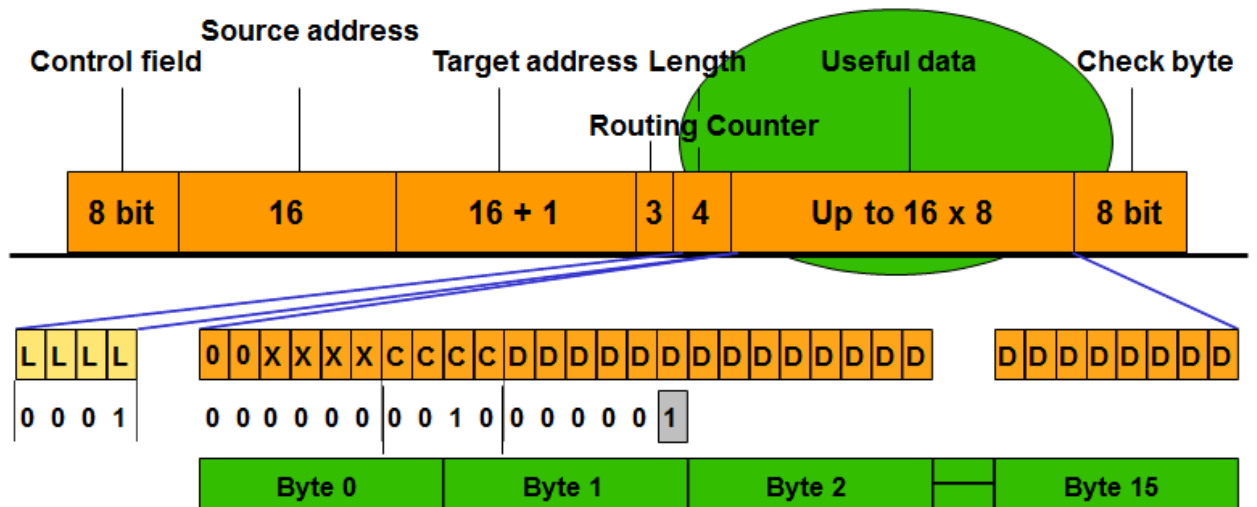 Source address
Control field Target address Length Useful data Check byte
Routing Counter
8 bit 16 16 + 1 3 4 Up to 16 x 8 8 bit
L L L L 0 0 X X X X C C C C D D D D D D D D D D D D D D D D D D D D D D
0 0 0 1 0 0 0 0 0 0 0 0 1 0 0 0 0 0 0 1
Byte 0 Byte 1 Byte 2 Byte 15